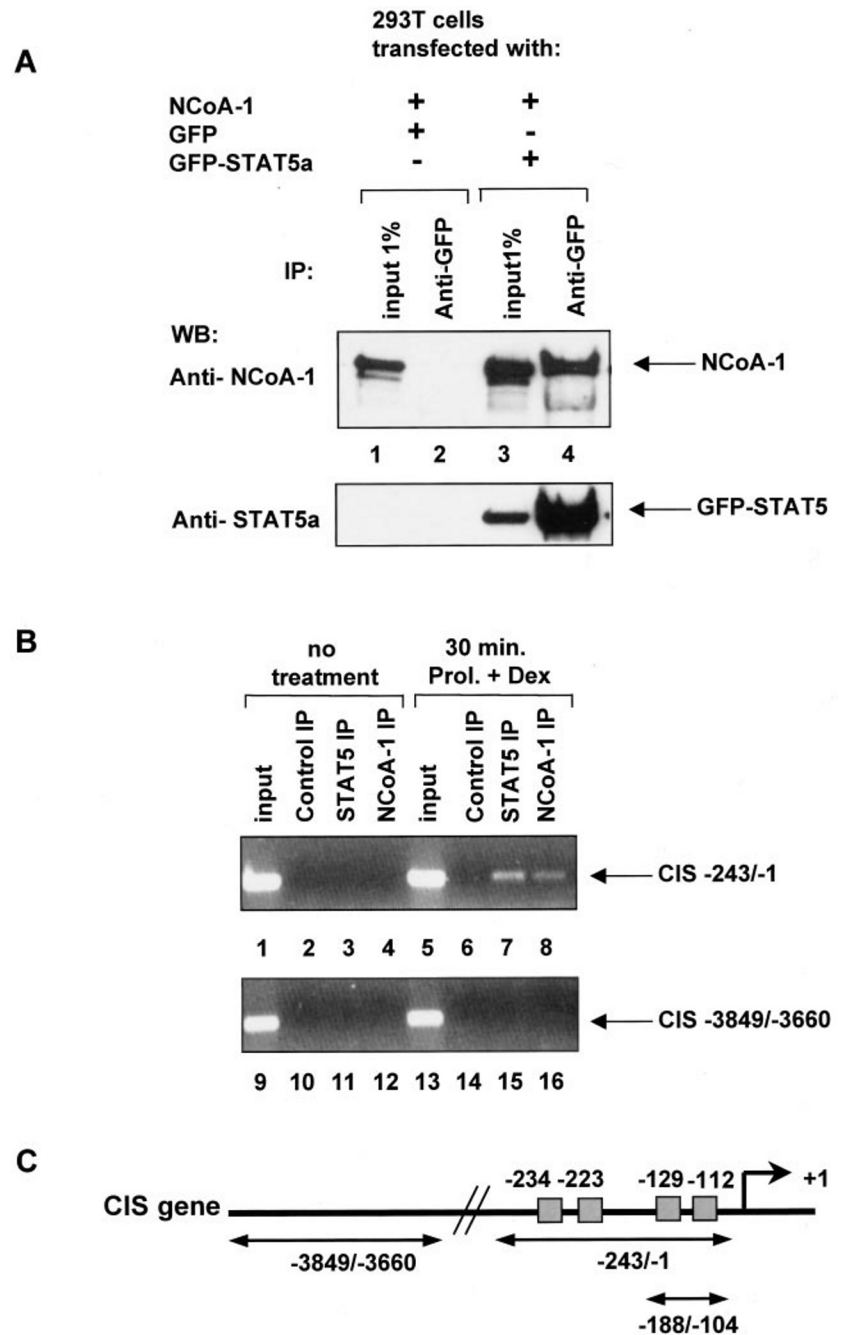 293T cells
transfected with:
A
NCoA-1 + +
GFP + -
GFP-STAT5a - +
IP: input 1% Anti-GFP input1% Anti-GFP
WB:
Anti- NCoA-1 NCoA-1
1 2 3 4
Anti- STAT5a GFP-STAT5
B
no treatment 30 min. Prol. + Dex
input Control IP STAT5 IP NCoA-1 IP input Control IP STAT5 IP NCoA-1 IP
CIS -243/-1
1 2 3 4 5 6 7 8
CIS -3849/-3660
9 10 11 12 13 14 15 16
C
-234 -223 -129 -112 +1
CIS gene
-3849/-3660 -243/-1
-188/-104